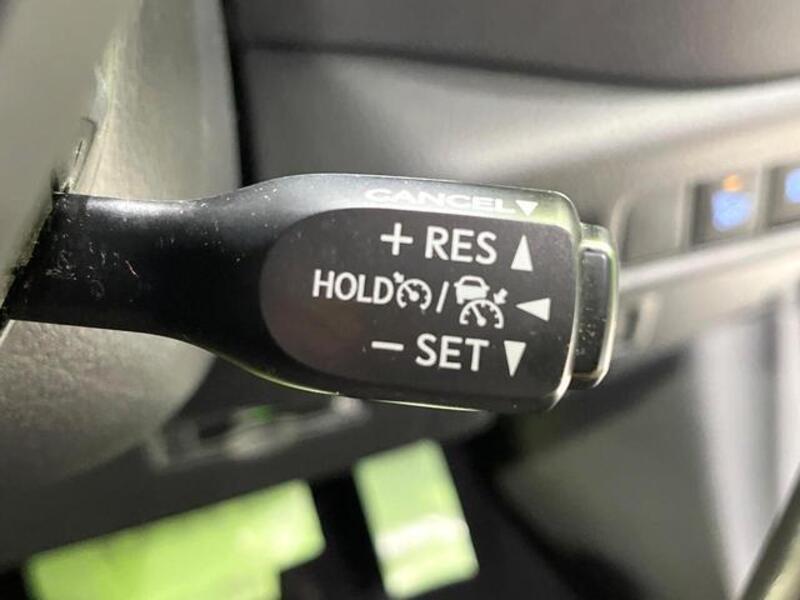 CANCEL▼
+ RES ▲
HOLD / ◀
− SET ▼